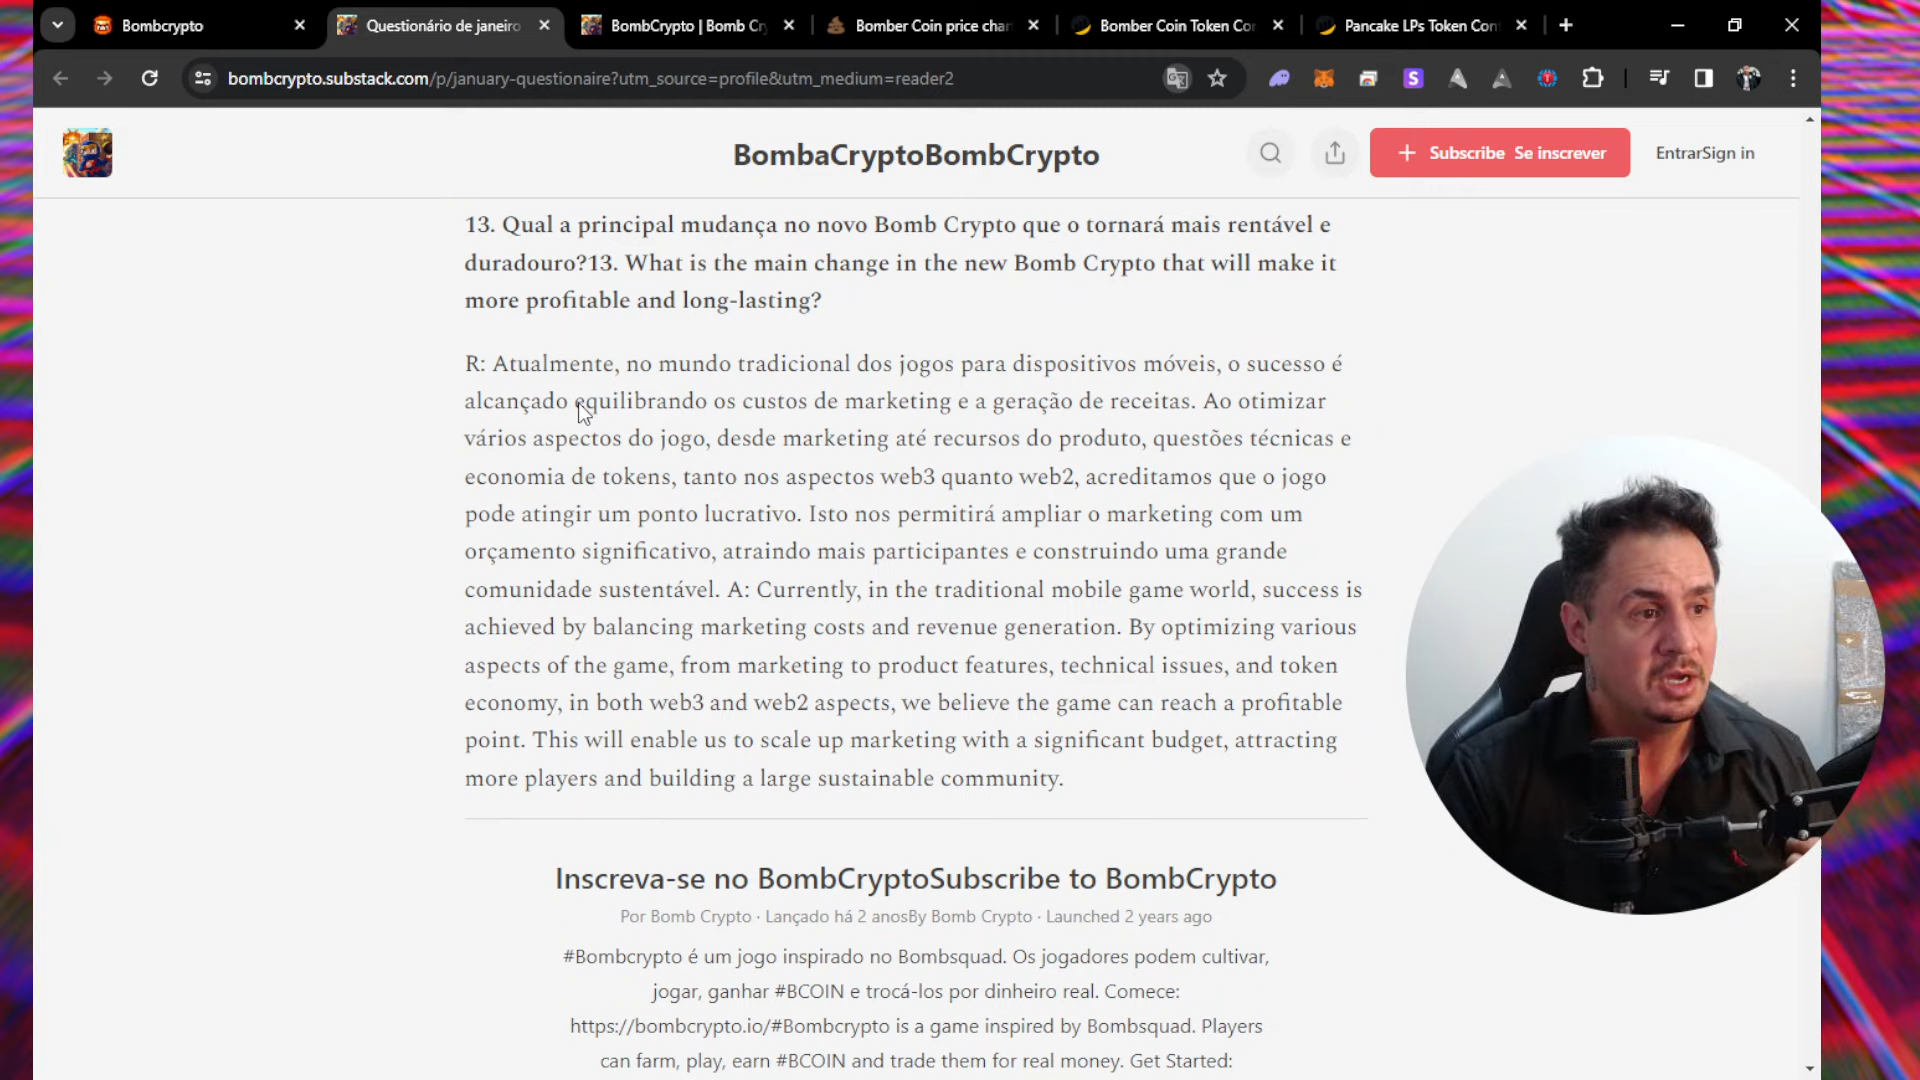 Bombcrypto
Questionário de janeiro
BombCrypto | Bomb Cr
Bomber Coin price char
Bomber Coin Token Co
Pancake LPs Token Con
bombcrypto.substack.com/p/january-questionaire?utm_source=profile&utm_medium=reader2
BombaCryptoBombCrypto
Subscribe Se inscrever
EntrarSign in
13. Qual a principal mudança no novo Bomb Crypto que o tornará mais rentável e
duradouro?13. What is the main change in the new Bomb Crypto that will make it
more profitable and long-lasting?
R: Atualmente, no mundo tradicional dos jogos para dispositivos móveis, o sucesso é
alcançado equilibrando os custos de marketing e a geração de receitas. Ao otimizar
vários aspectos do jogo, desde marketing até recursos do produto, questões técnicas e
economia de tokens, tanto nos aspectos web3 quanto web2, acreditamos que o jogo
pode atingir um ponto lucrativo. Isto nos permitirá ampliar o marketing com um
orçamento significativo, atraindo mais participantes e construindo uma grande
comunidade sustentável. A: Currently, in the traditional mobile game world, success is
achieved by balancing marketing costs and revenue generation. By optimizing various
aspects of the game, from marketing to product features, technical issues, and token
economy, in both web3 and web2 aspects, we believe the game can reach a profitable
point. This will enable us to scale up marketing with a significant budget, attracting
more players and building a large sustainable community.
Inscreva-se no BombCryptoSubscribe to BombCrypto
Por Bomb Crypto · Lançado há 2 anosBy Bomb Crypto · Launched 2 years ago
#Bombcrypto é um jogo inspirado no Bombsquad. Os jogadores podem cultivar,
jogar, ganhar #BCOIN e trocá-los por dinheiro real. Comece:
https://bombcrypto.io/#Bombcrypto is a game inspired by Bombsquad. Players
can farm, play, earn #BCOIN and trade them for real money. Get Started: